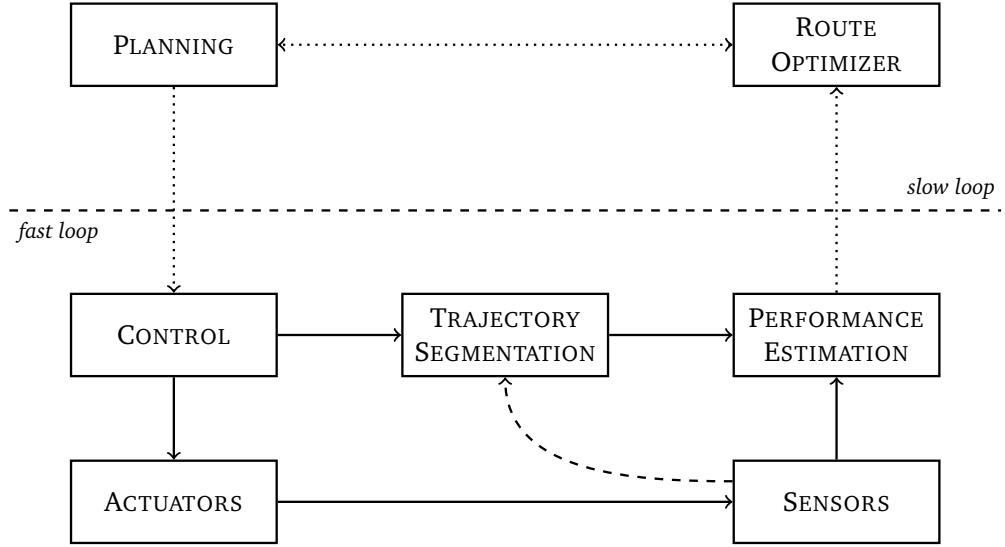 PLANNING
ROUTE
OPTIMIZER
slow loop
fast loop
CONTROL
TRAJECTORY
SEGMENTATION
PERFORMANCE
ESTIMATION
ACTUATORS
SENSORS